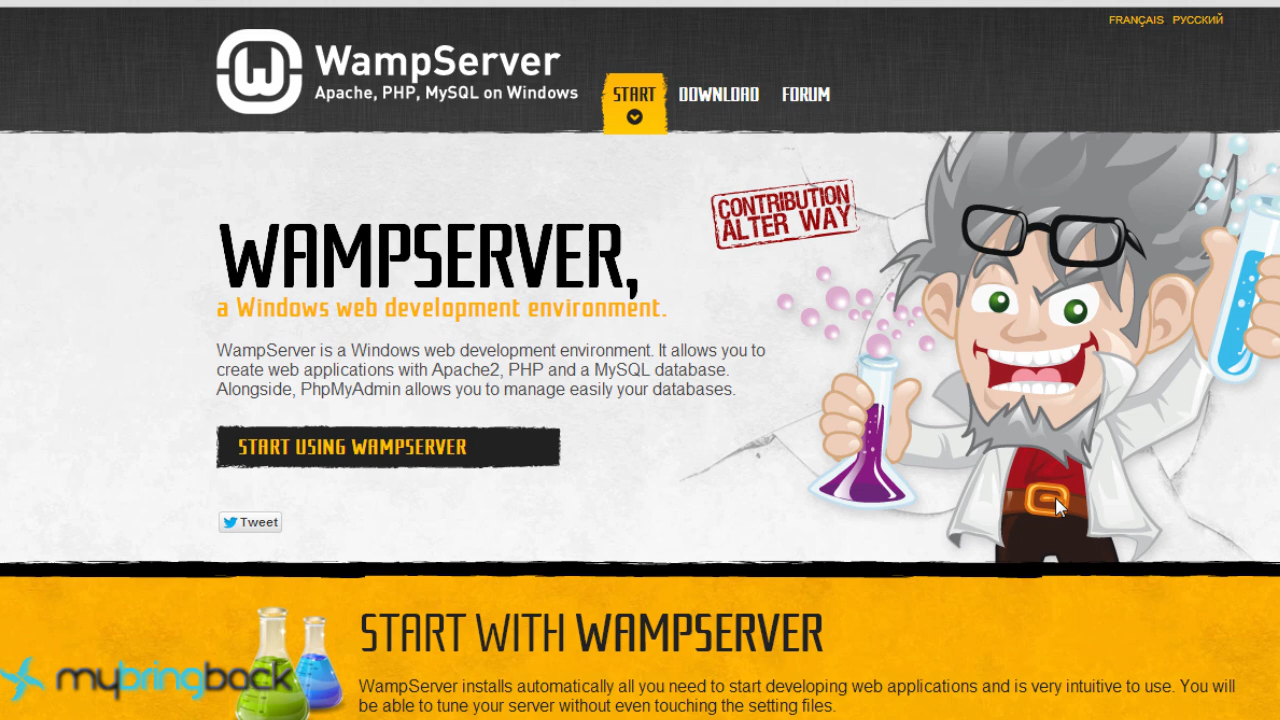 FRANÇAIS РУССКИЙ
WampServer
Apache, PHP, MySQL on Windows
START DOWNLOAD FORUM
CONTRIBUTION
ALTER WAY
WAMPSERVER,
a Windows web development environment.
WampServer is a Windows web development environment. It allows you to
create web applications with Apache2, PHP and a MySQL database.
Alongside, PhpMyAdmin allows you to manage easily your databases.
START USING WAMPSERVER
Tweet
START WITH WAMPSERVER
mybringback
WampServer installs automatically all you need to start developing web applications and is very intuitive to use. You will
be able to tune your server without even touching the setting files.